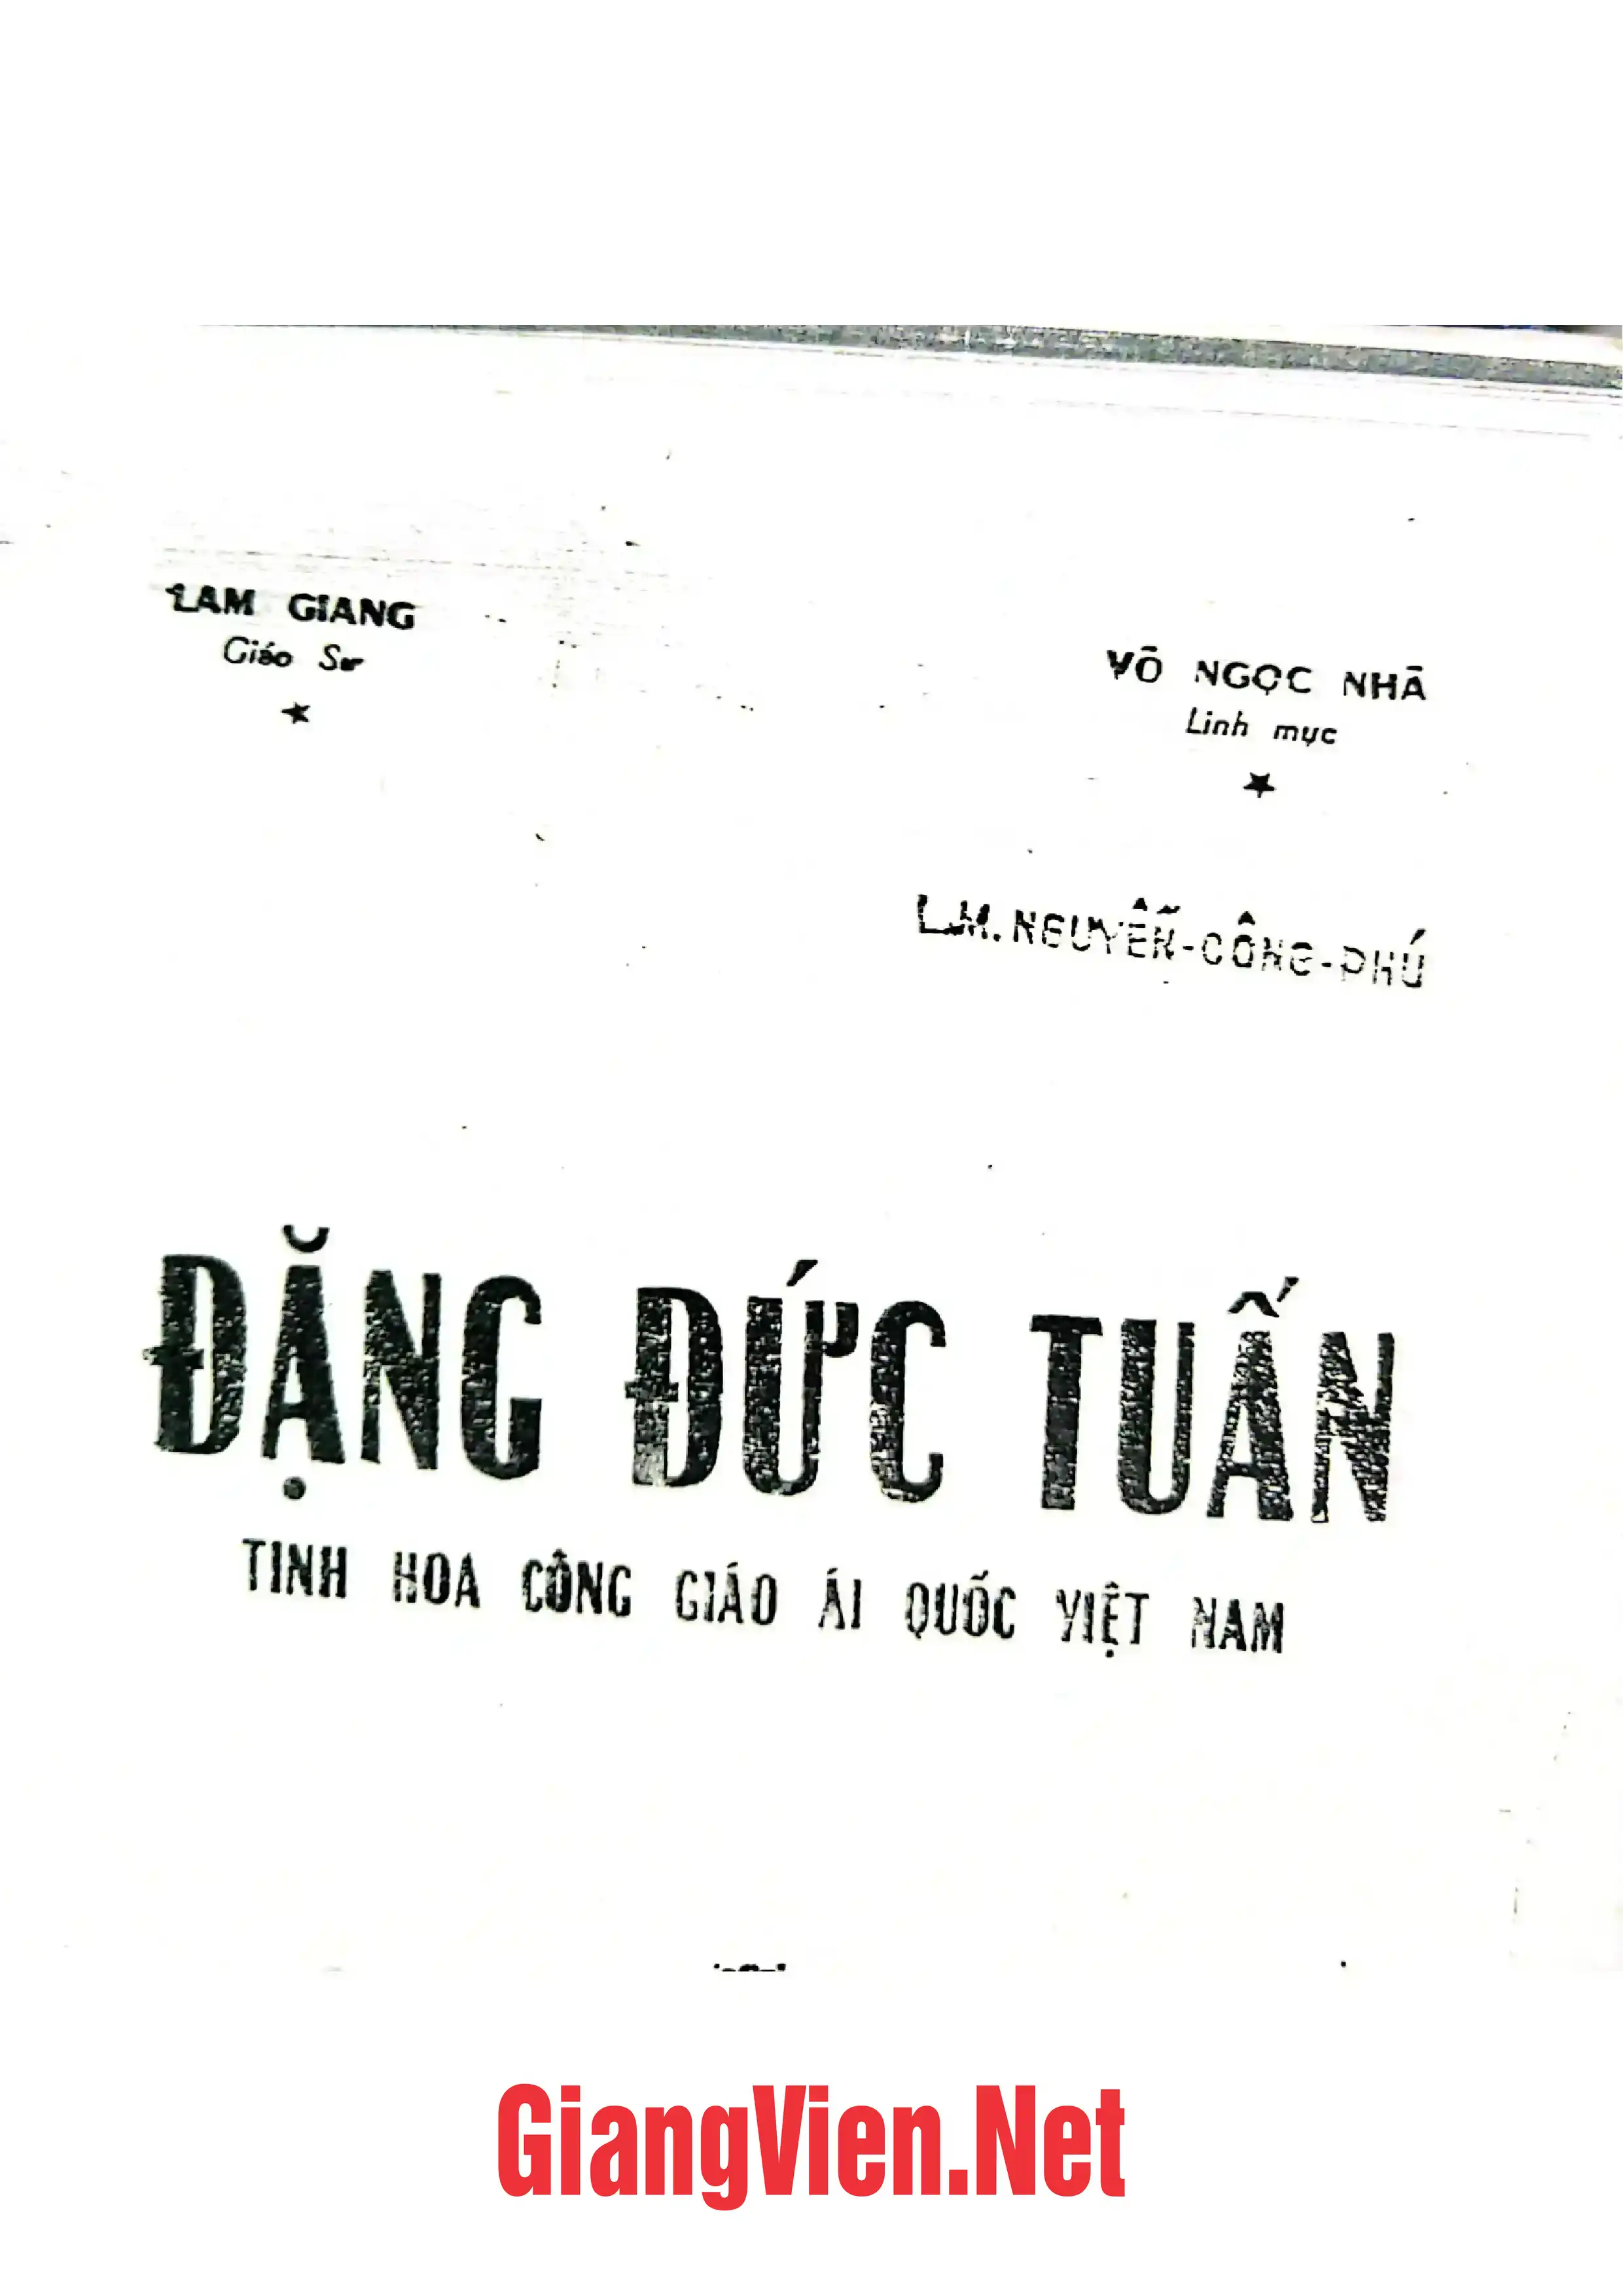 LAM GIANG
Giáo Sư
VÕ NGỌC NHÃ
Linh mục
L.M. NGUYỄN-CÔNG-PHÚ
ĐẶNG ĐỨC TUẤN
TINH HOA CÔNG GIÁO ÁI QUỐC VIỆT NAM
GiangVien.Net